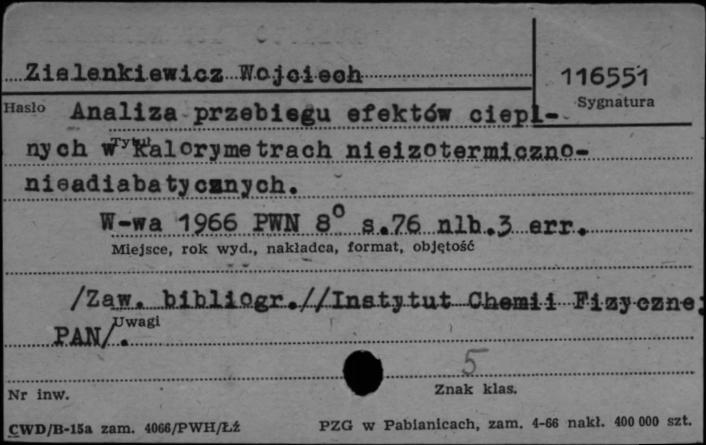 Zielenkiewicz Wojciech
116551
Hasło
Sygnatura
Analiza przebiegu efektów ciepl-
Tytuł
nych w kalorymetrach nieizotermiczno-
nieadiabatycznych.
W-wa 1966 PWN 8° s.76 nlb.3 err.
Miejsce, rok wyd., nakładca, format, objętość
/Zaw. bibliogr.//Instytut Chemii Fizycznej
Uwagi
PAN/.
5
Nr inw.
Znak klas.
CWD/B-15a zam. 4066/PWH/ŁŹ
PZG w Pabianicach, zam. 4-66 nakł. 400 000 szt.